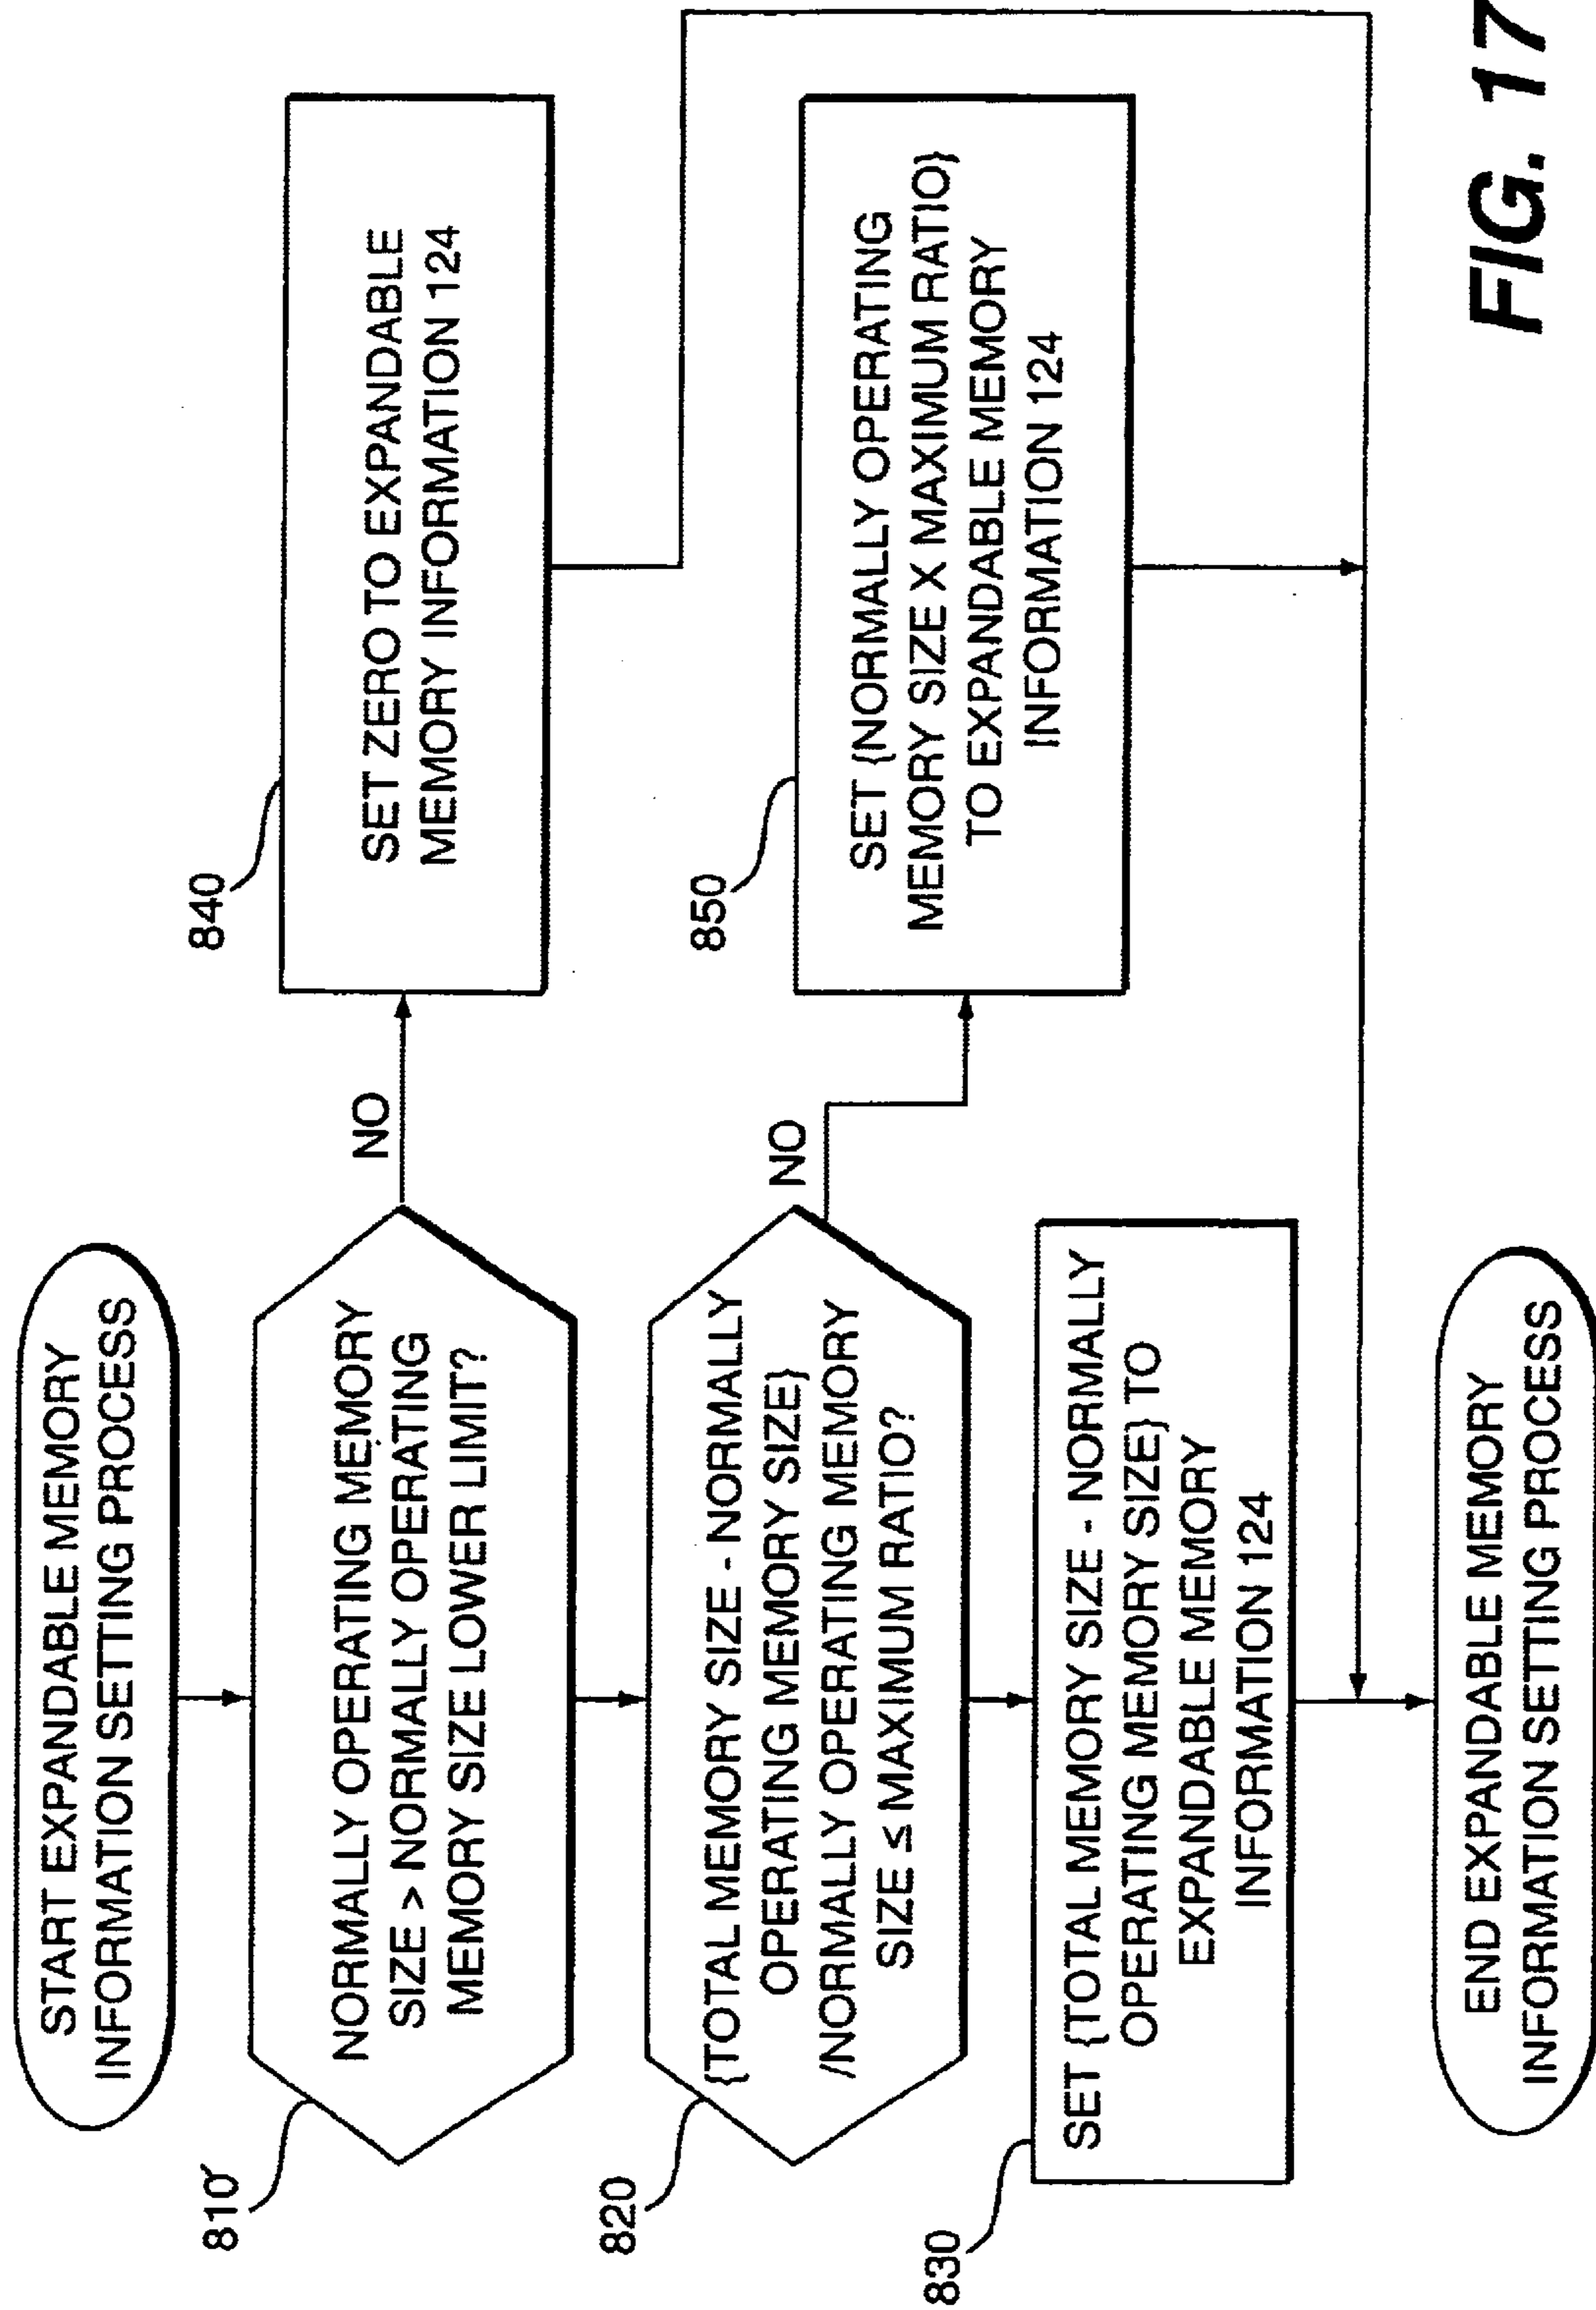 START EXPANDABLE MEMORY
INFORMATION SETTING PROCESS
810
NORMALLY OPERATING MEMORY
SIZE > NORMALLY OPERATING
MEMORY SIZE LOWER LIMIT?
NO
840
SET ZERO TO EXPANDABLE
MEMORY INFORMATION 124
820
{TOTAL MEMORY SIZE - NORMALLY
OPERATING MEMORY SIZE}
/NORMALLY OPERATING MEMORY
SIZE ≤ MAXIMUM RATIO?
NO
850
SET {NORMALLY OPERATING
MEMORY SIZE X MAXIMUM RATIO}
TO EXPANDABLE MEMORY
INFORMATION 124
830
SET {TOTAL MEMORY SIZE - NORMALLY
OPERATING MEMORY SIZE} TO
EXPANDABLE MEMORY
INFORMATION 124
END EXPANDABLE MEMORY
INFORMATION SETTING PROCESS
FIG. 17